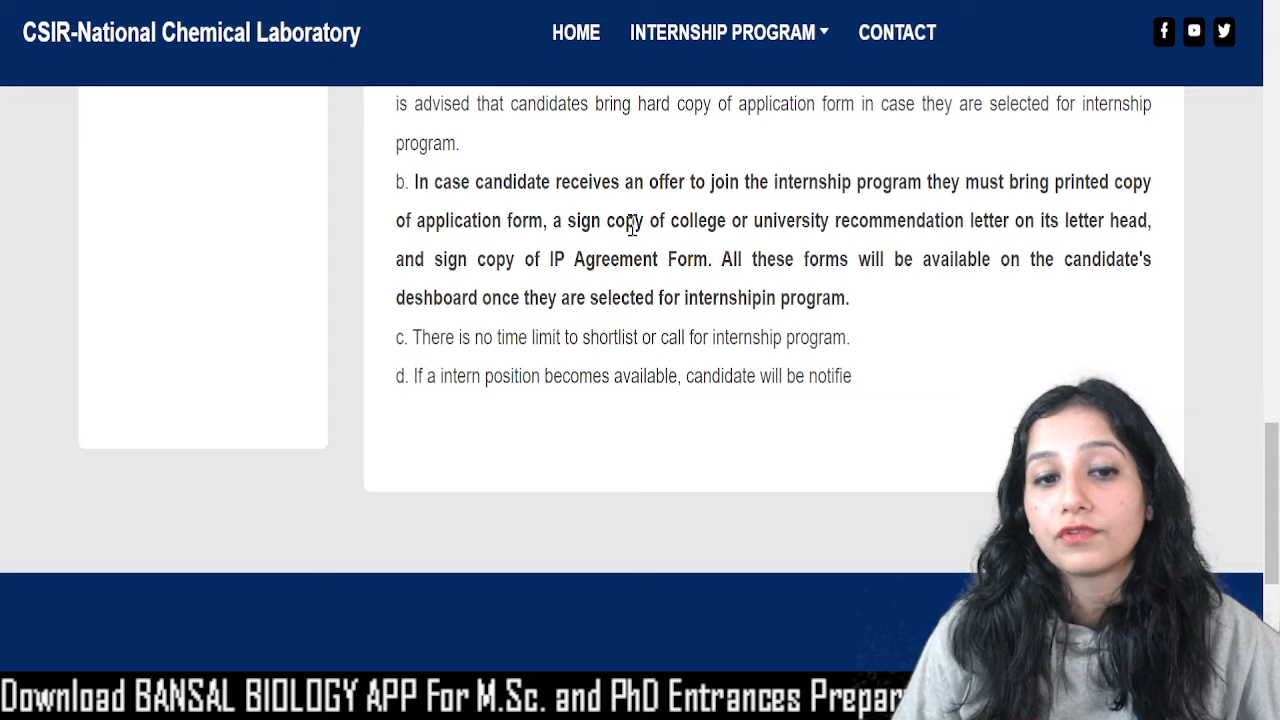 CSIR-National Chemical Laboratory
HOME
INTERNSHIP PROGRAM
CONTACT
is advised that candidates bring hard copy of application form in case they are selected for internship
program.
b. In case candidate receives an offer to join the internship program they must bring printed copy
of application form, a sign copy of college or university recommendation letter on its letter head,
and sign copy of IP Agreement Form. All these forms will be available on the candidate's
deshboard once they are selected for internshipin program.
c. There is no time limit to shortlist or call for internship program.
d. If a intern position becomes available, candidate will be notifie
Download BANSAL BIOLOGY APP For M.Sc. and PhD Entrances Prepar